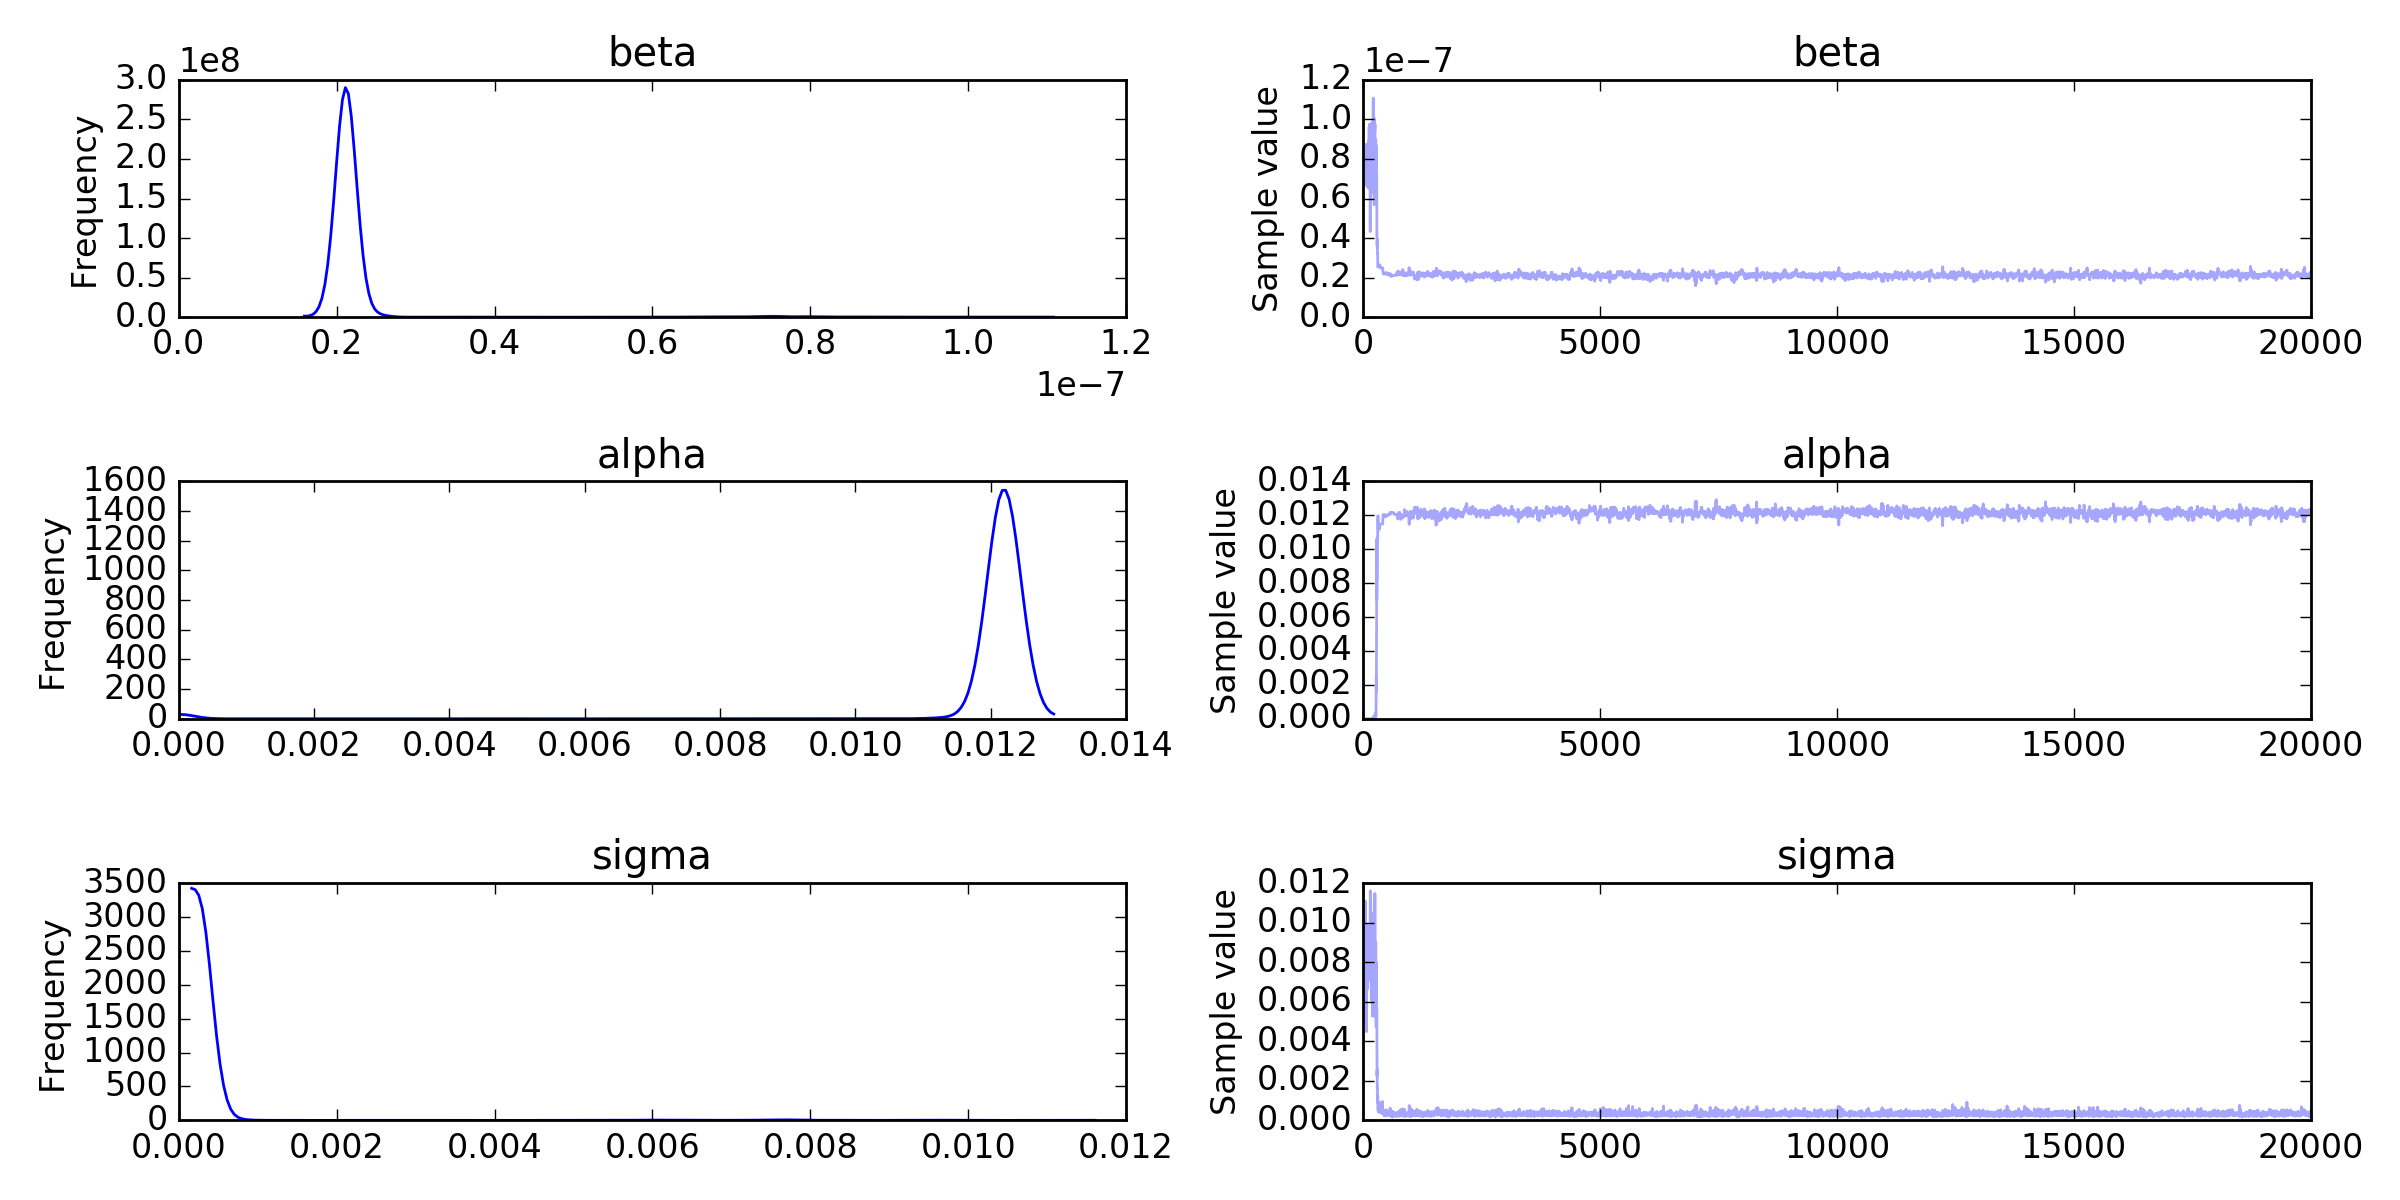 beta
1e8
3.0
2.5
2.0
1.5
1.0
0.5
0.0
Frequency
0.0 0.2 0.4 0.6 0.8 1.0 1.2
1e−7
beta
1e−7
1.2
1.0
0.8
0.6
0.4
0.2
0.0
Sample value
0 5000 10000 15000 20000
alpha
1600
1400
1200
1000
800
600
400
200
0
Frequency
0.000 0.002 0.004 0.006 0.008 0.010 0.012 0.014
alpha
0.014
0.012
0.010
0.008
0.006
0.004
0.002
0.000
Sample value
0 5000 10000 15000 20000
sigma
3500
3000
2500
2000
1500
1000
500
0
Frequency
0.000 0.002 0.004 0.006 0.008 0.010 0.012
sigma
0.012
0.010
0.008
0.006
0.004
0.002
0.000
Sample value
0 5000 10000 15000 20000